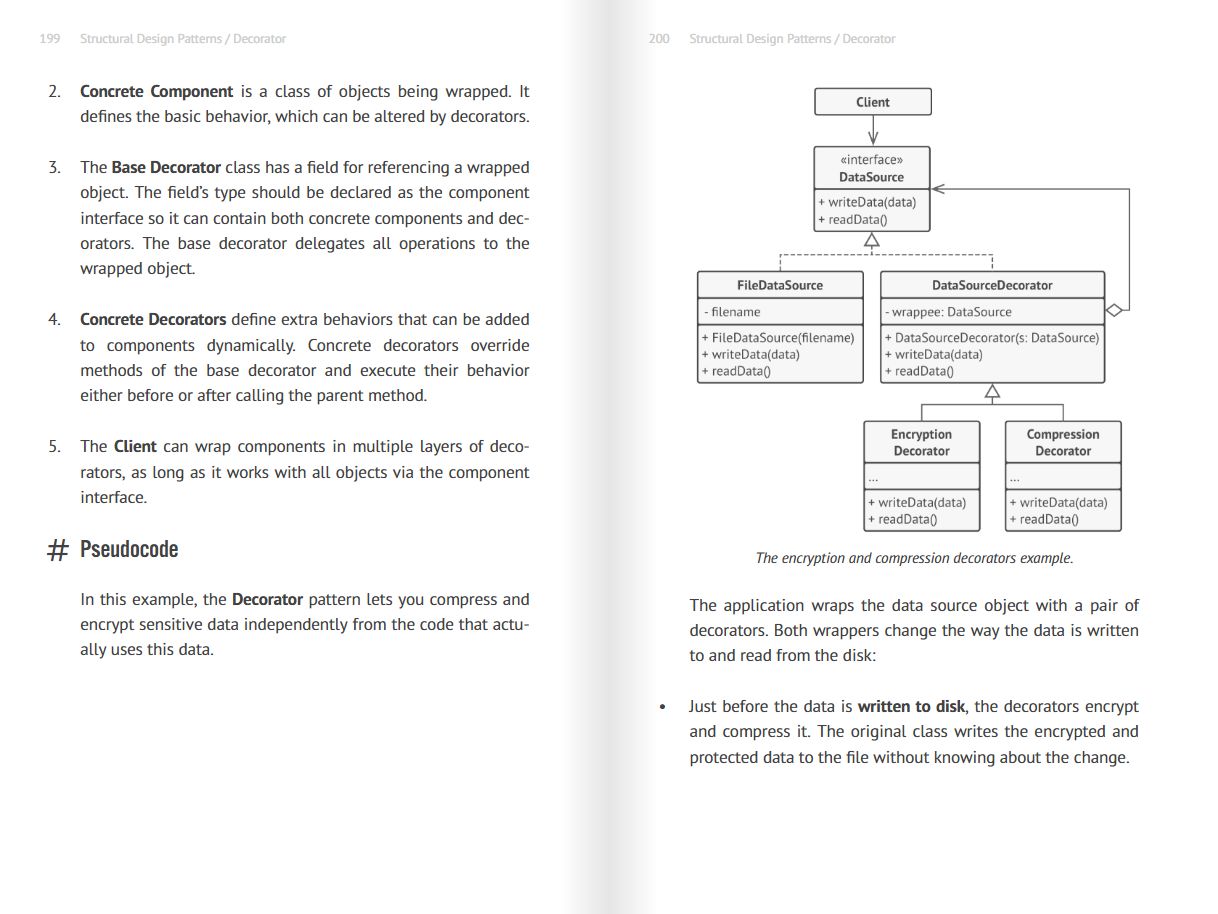 199 Structural Design Patterns / Decorator
2. Concrete Component is a class of objects being wrapped. It
defines the basic behavior, which can be altered by decorators.
3. The Base Decorator class has a field for referencing a wrapped
object. The field's type should be declared as the component
interface so it can contain both concrete components and dec-
orators. The base decorator delegates all operations to the
wrapped object.
4. Concrete Decorators define extra behaviors that can be added
to components dynamically. Concrete decorators override
methods of the base decorator and execute their behavior
either before or after calling the parent method.
5. The Client can wrap components in multiple layers of deco-
rators, as long as it works with all objects via the component
interface.
# Pseudocode
In this example, the Decorator pattern lets you compress and
encrypt sensitive data independently from the code that actu-
ally uses this data.
200 Structural Design Patterns / Decorator
Client
«interface»
DataSource
+ writeData(data)
+ readData()
FileDataSource
- filename
+ FileDataSource(filename)
+ writeData(data)
+ readData()
DataSourceDecorator
- wrappee: DataSource
+ DataSourceDecorator(s: DataSource)
+ writeData(data)
+ readData()
Encryption
Decorator
...
+ writeData(data)
+ readData()
Compression
Decorator
...
+ writeData(data)
+ readData()
The encryption and compression decorators example.
The application wraps the data source object with a pair of
decorators. Both wrappers change the way the data is written
to and read from the disk:
• Just before the data is written to disk, the decorators encrypt
and compress it. The original class writes the encrypted and
protected data to the file without knowing about the change.